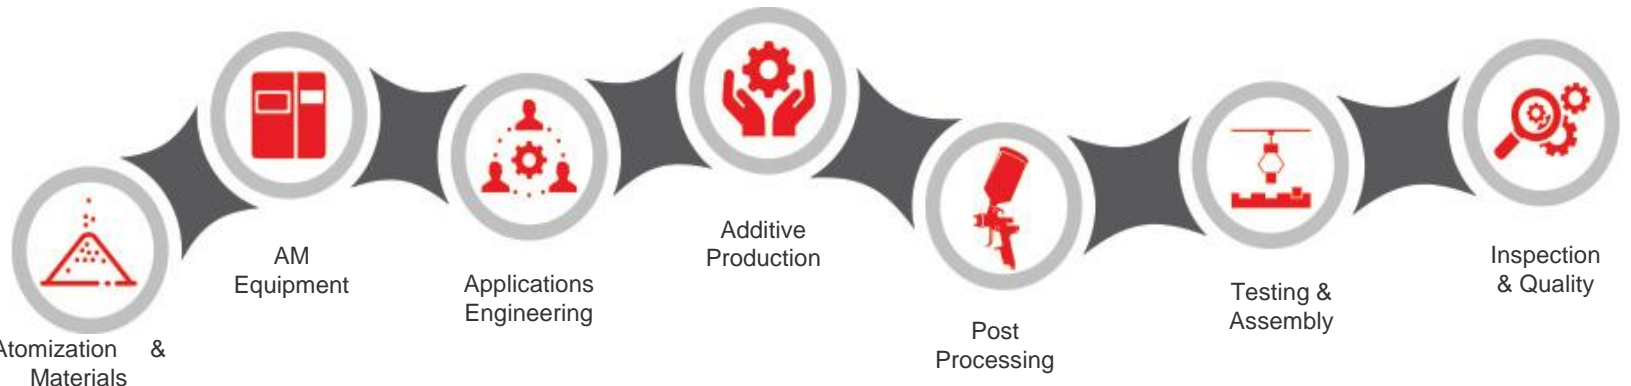 Atomization &
Materials
AM
Equipment
Applications
Engineering
Additive
Production
Post
Processing
Testing &
Assembly
Inspection
& Quality